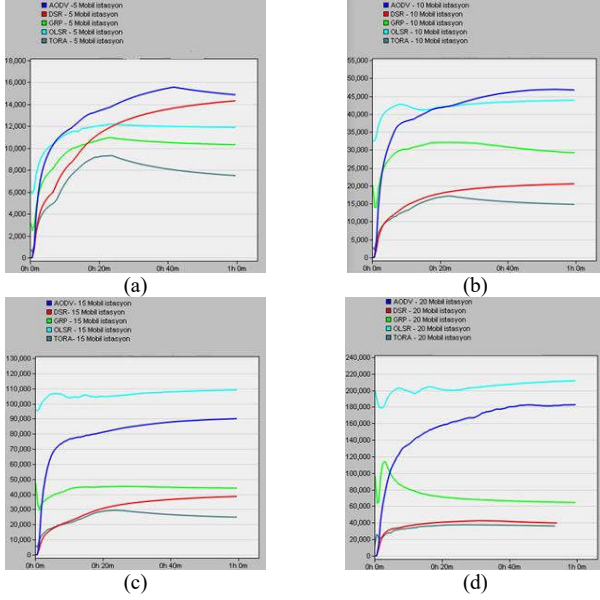 AODV -5 Mobil istasyon
DSR - 5 Mobil istasyon
GRP - 5 Mobil istasyon
OLSR - 5 Mobil istasyon
TORA - 5 Mobil istasyon
18,000
16,000
14,000
12,000
10,000
8,000
6,000
4,000
2,000
0
0h 0m 0h 20m 0h 40m 1h 0m
(a)
AODV - 10 Mobil istasyon
DSR - 10 Mobil istasyon
GRP - 10 Mobil istasyon
OLSR - 10 Mobil istasyon
TORA - 10 Mobil istasyon
55,000
50,000
45,000
40,000
35,000
30,000
25,000
20,000
15,000
10,000
5,000
0
0h 0m 0h 20m 0h 40m 1h 0m
(b)
AODV- 15 Mobil istasyon
DSR- 15 Mobil istasyon
GRP - 15 Mobil istasyon
OLSR - 15 Mobil istasyon
TORA- 15 Mobil istasyon
130,000
120,000
110,000
100,000
90,000
80,000
70,000
60,000
50,000
40,000
30,000
20,000
10,000
0
0h 0m 0h 20m 0h 40m 1h 0m
(c)
AODV - 20 Mobil istasyon
DSR - 20 Mobil istasyon
GRP - 20 Mobil istasyon
OLSR - 20 Mobil istasyon
TORA - 20 Mobil istasyon
240,000
220,000
200,000
180,000
160,000
140,000
120,000
100,000
80,000
60,000
40,000
20,000
0
0h 0m 0h 20m 0h 40m 1h 0m
(d)